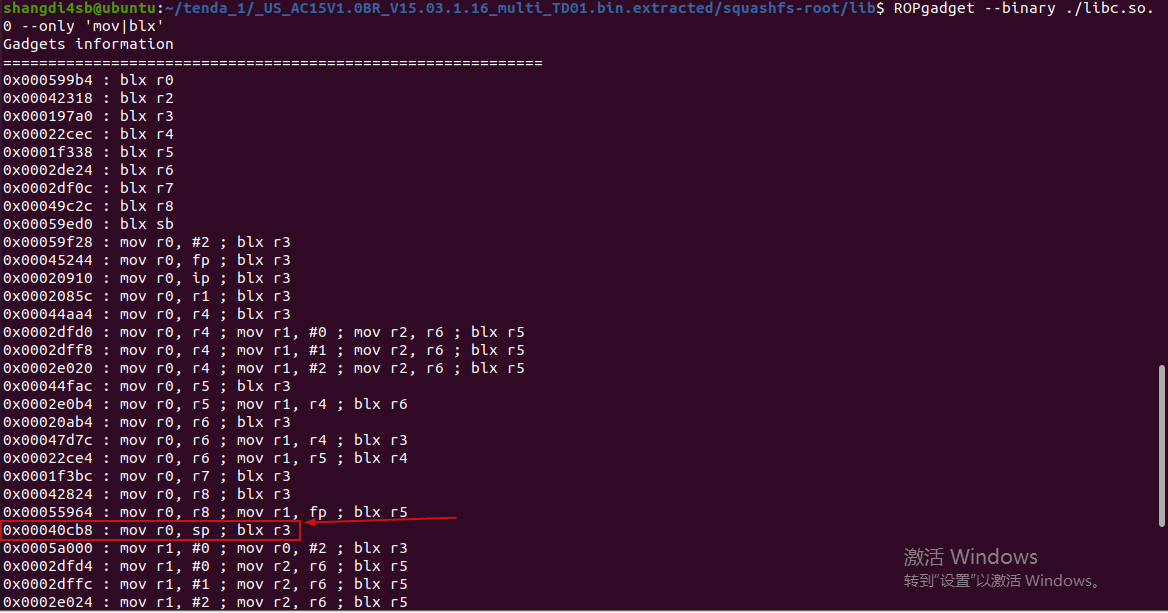 shangdi4sb@ubuntu:~/tenda_1/_US_AC15V1.0BR_V15.03.1.16_multi_TD01.bin.extracted/squashfs-root/lib$ ROPgadget --binary ./libc.so.
0 --only 'mov|blx'
Gadgets information
============================================================
0x000599b4 : blx r0
0x00042318 : blx r2
0x000197a0 : blx r3
0x00022cec : blx r4
0x0001f338 : blx r5
0x0002de24 : blx r6
0x0002df0c : blx r7
0x00049c2c : blx r8
0x00059ed0 : blx sb
0x00059f28 : mov r0, #2 ; blx r3
0x00045244 : mov r0, fp ; blx r3
0x00020910 : mov r0, ip ; blx r3
0x0002085c : mov r0, r1 ; blx r3
0x00044aa4 : mov r0, r4 ; blx r3
0x0002dfd0 : mov r0, r4 ; mov r1, #0 ; mov r2, r6 ; blx r5
0x0002dff8 : mov r0, r4 ; mov r1, #1 ; mov r2, r6 ; blx r5
0x0002e020 : mov r0, r4 ; mov r1, #2 ; mov r2, r6 ; blx r5
0x00044fac : mov r0, r5 ; blx r3
0x0002e0b4 : mov r0, r5 ; mov r1, r4 ; blx r6
0x00020ab4 : mov r0, r6 ; blx r3
0x00047d7c : mov r0, r6 ; mov r1, r4 ; blx r3
0x00022ce4 : mov r0, r6 ; mov r1, r5 ; blx r4
0x0001f3bc : mov r0, r7 ; blx r3
0x00042824 : mov r0, r8 ; blx r3
0x00055964 : mov r0, r8 ; mov r1, fp ; blx r5
0x00040cb8 : mov r0, sp ; blx r3
0x0005a000 : mov r1, #0 ; mov r0, #2 ; blx r3
0x0002dfd4 : mov r1, #0 ; mov r2, r6 ; blx r5
0x0002dffc : mov r1, #1 ; mov r2, r6 ; blx r5
0x0002e024 : mov r1, #2 ; mov r2, r6 ; blx r5
激活 Windows
转到"设置"以激活 Windows。